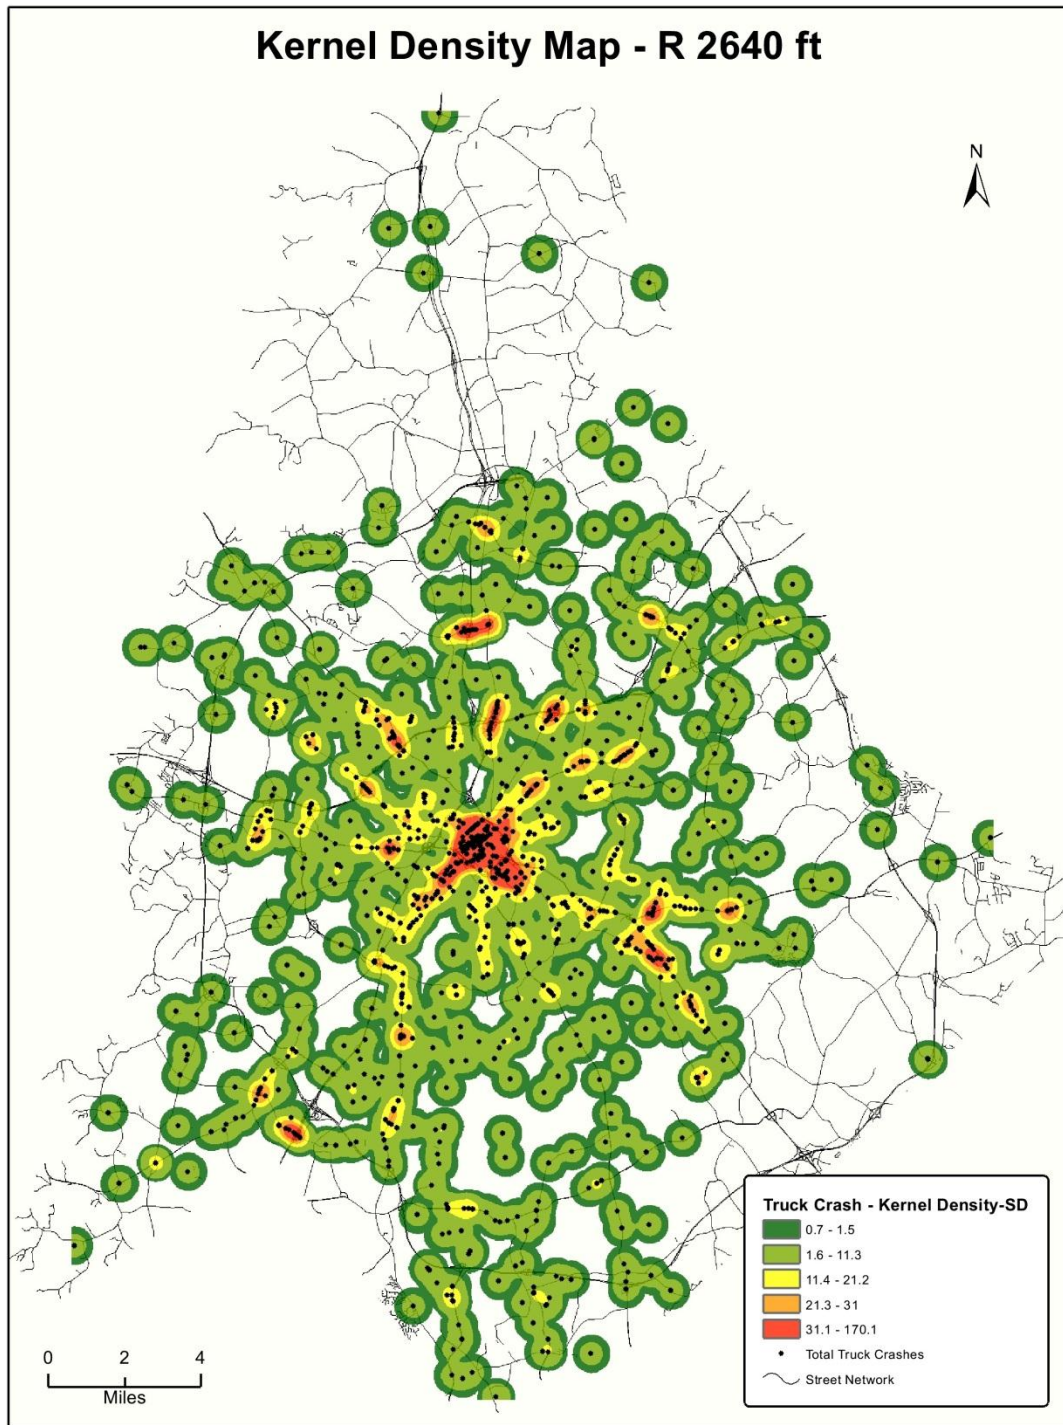 Kernel Density Map - R 2640 ft
N
Truck Crash - Kernel Density-SD
0.7 - 1.5
1.6 - 11.3
11.4 - 21.2
21.3 - 31
31.1 - 170.1
Total Truck Crashes
Street Network
0 2 4
Miles